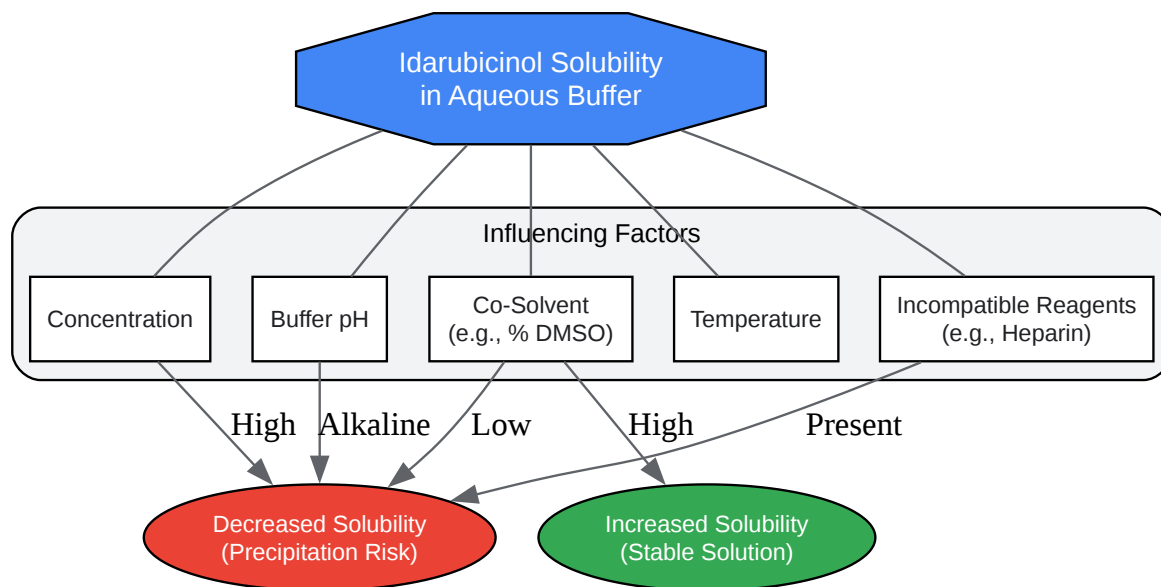 Idarubicinol Solubility
in Aqueous Buffer
Influencing Factors
Concentration
Buffer pH
Co-Solvent
(e.g., % DMSO)
Temperature
Incompatible Reagents
(e.g., Heparin)
High
Alkaline
Low
High
Present
Decreased Solubility
(Precipitation Risk)
Increased Solubility
(Stable Solution)